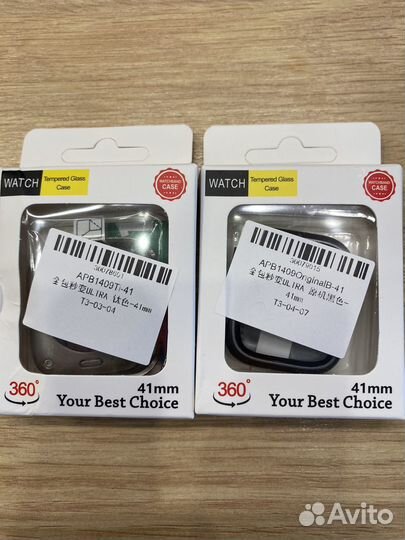 WATCH
Tempered Glass
Case
WATCHBAND
CASE
30078601
APB1409Ti-41
全包秒变ULTRA 钛色-41mm
T3-03-04
360°
41mm
Your Best Choice
WATCH
Tempered Glass
Case
WATCHBAND
CASE
30079015
APB1409OriginalB-41
全包秒变ULTRA 原机黑色-
41mm
T3-04-07
360°
41mm
Your Best Choice
Avito